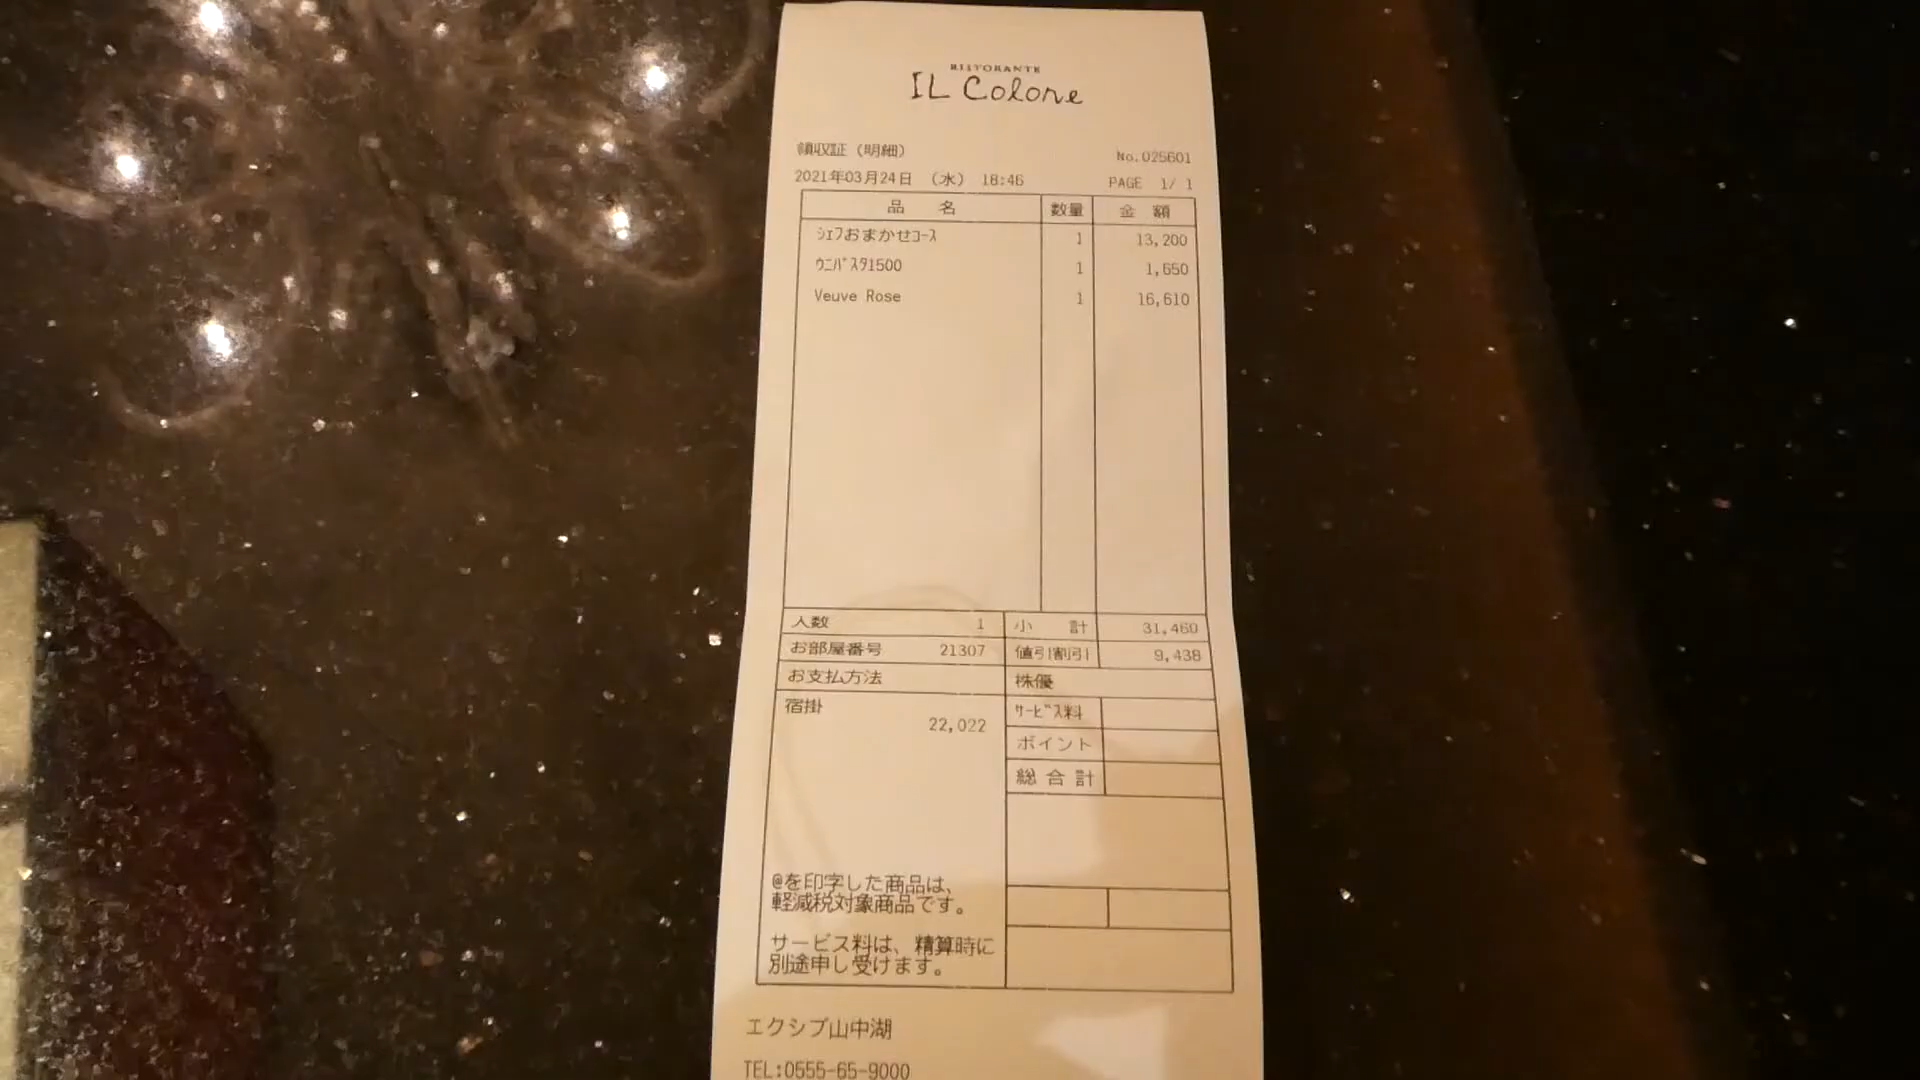 RISTORANTE
IL Colore
領収証（明細）
No.025601
2021年03月24日 （水） 18:46
PAGE 1/ 1
品 名 数量 金 額
ｼｪﾌおまかせｺｰｽ 1 13,200
ｳﾆﾊﾟｽﾀ1500 1 1,650
Veuve Rose 1 16,610
人数 1 小 計 31,460
お部屋番号 21307 値引割引 9,438
お支払方法 株優
宿掛 ｻｰﾋﾞｽ料
22,022
ポイント
総 合 計
@を印字した商品は、
軽減税対象商品です。
サービス料は、精算時に
別途申し受けます。
エクシブ山中湖
TEL:0555-65-9000